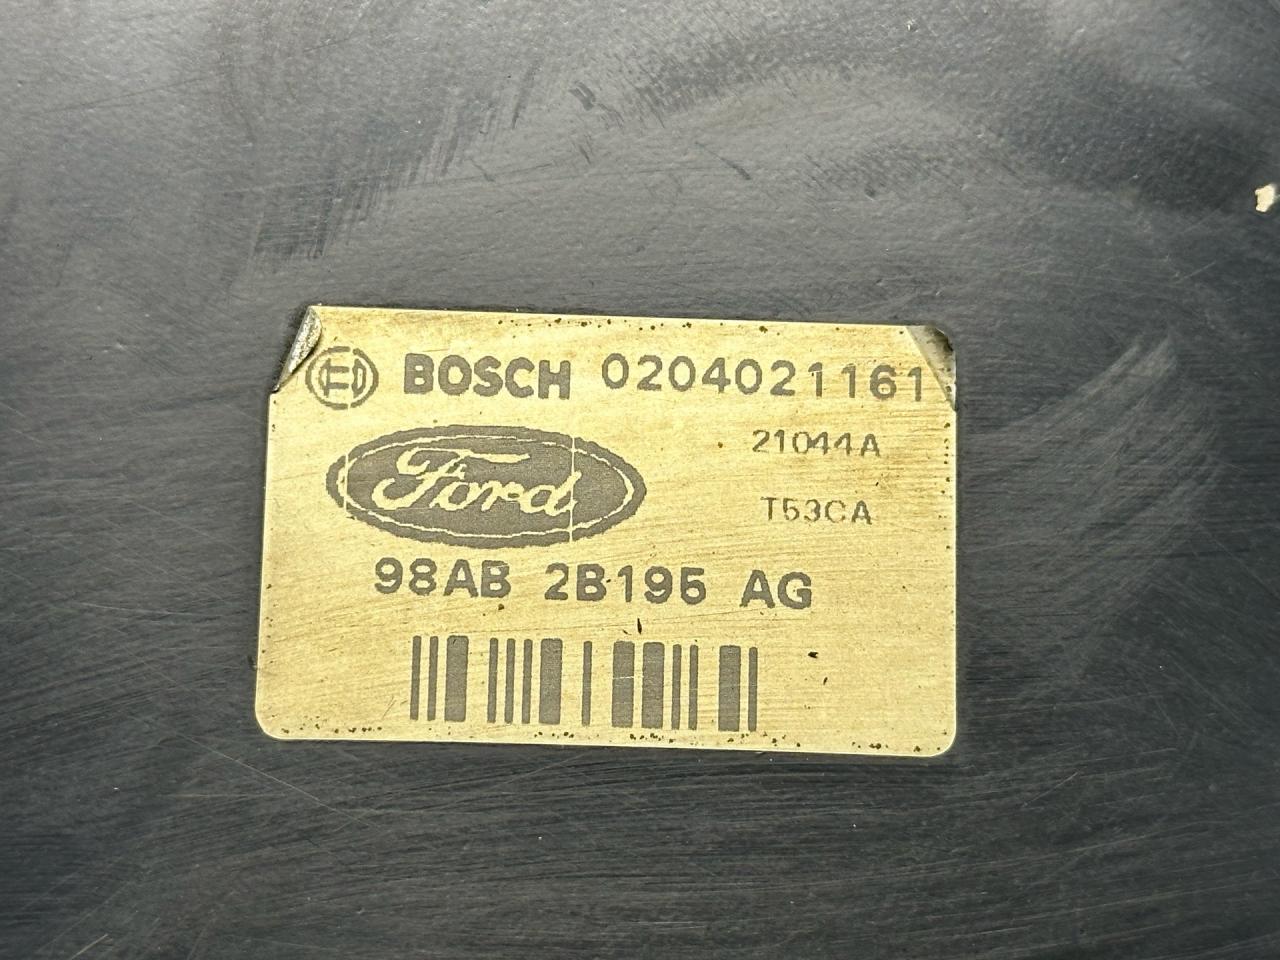 BOSCH 0204021161
21044A
Ford
T53CA
98AB 2B195 AG